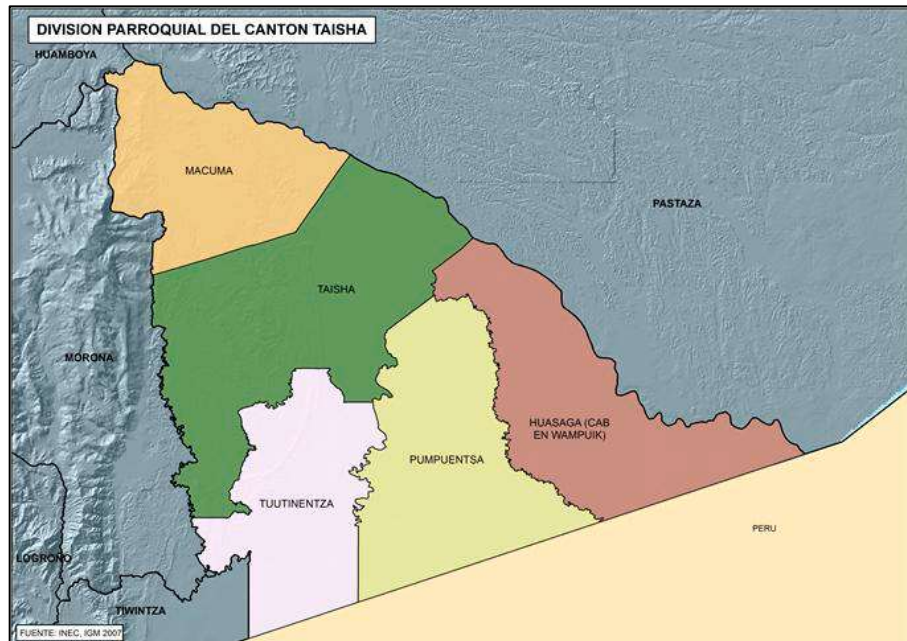 DIVISION PARROQUIAL DEL CANTON TAISHA
HUAMBOYA
MACUMA
PASTAZA
TAISHA
MORONA
HUASAGA (CAB
EN WAMPUIK)
PUMPUENTSA
TUUTINENTZA
PERU
LOGROÑO
TIWINTZA
FUENTE: INEC, IGM 2007